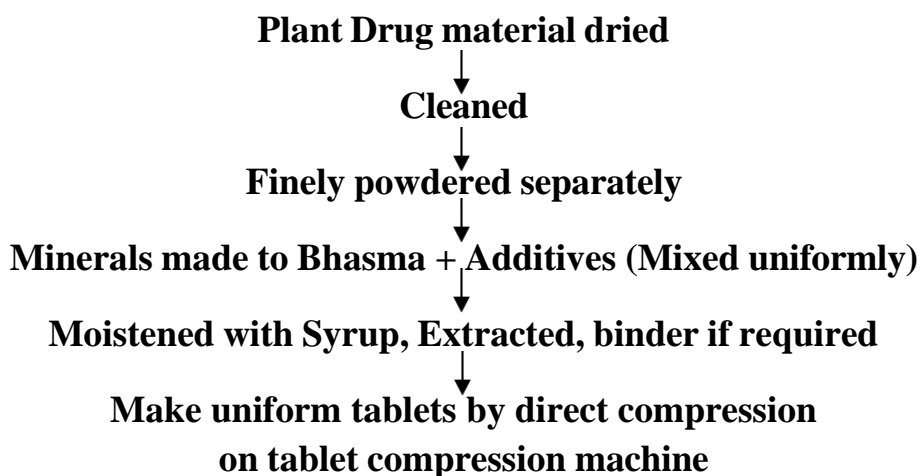 Plant Drug material dried
Cleaned
Finely powdered separately
Minerals made to Bhasma + Additives (Mixed uniformly)
Moistened with Syrup, Extracted, binder if required
Make uniform tablets by direct compression
on tablet compression machine